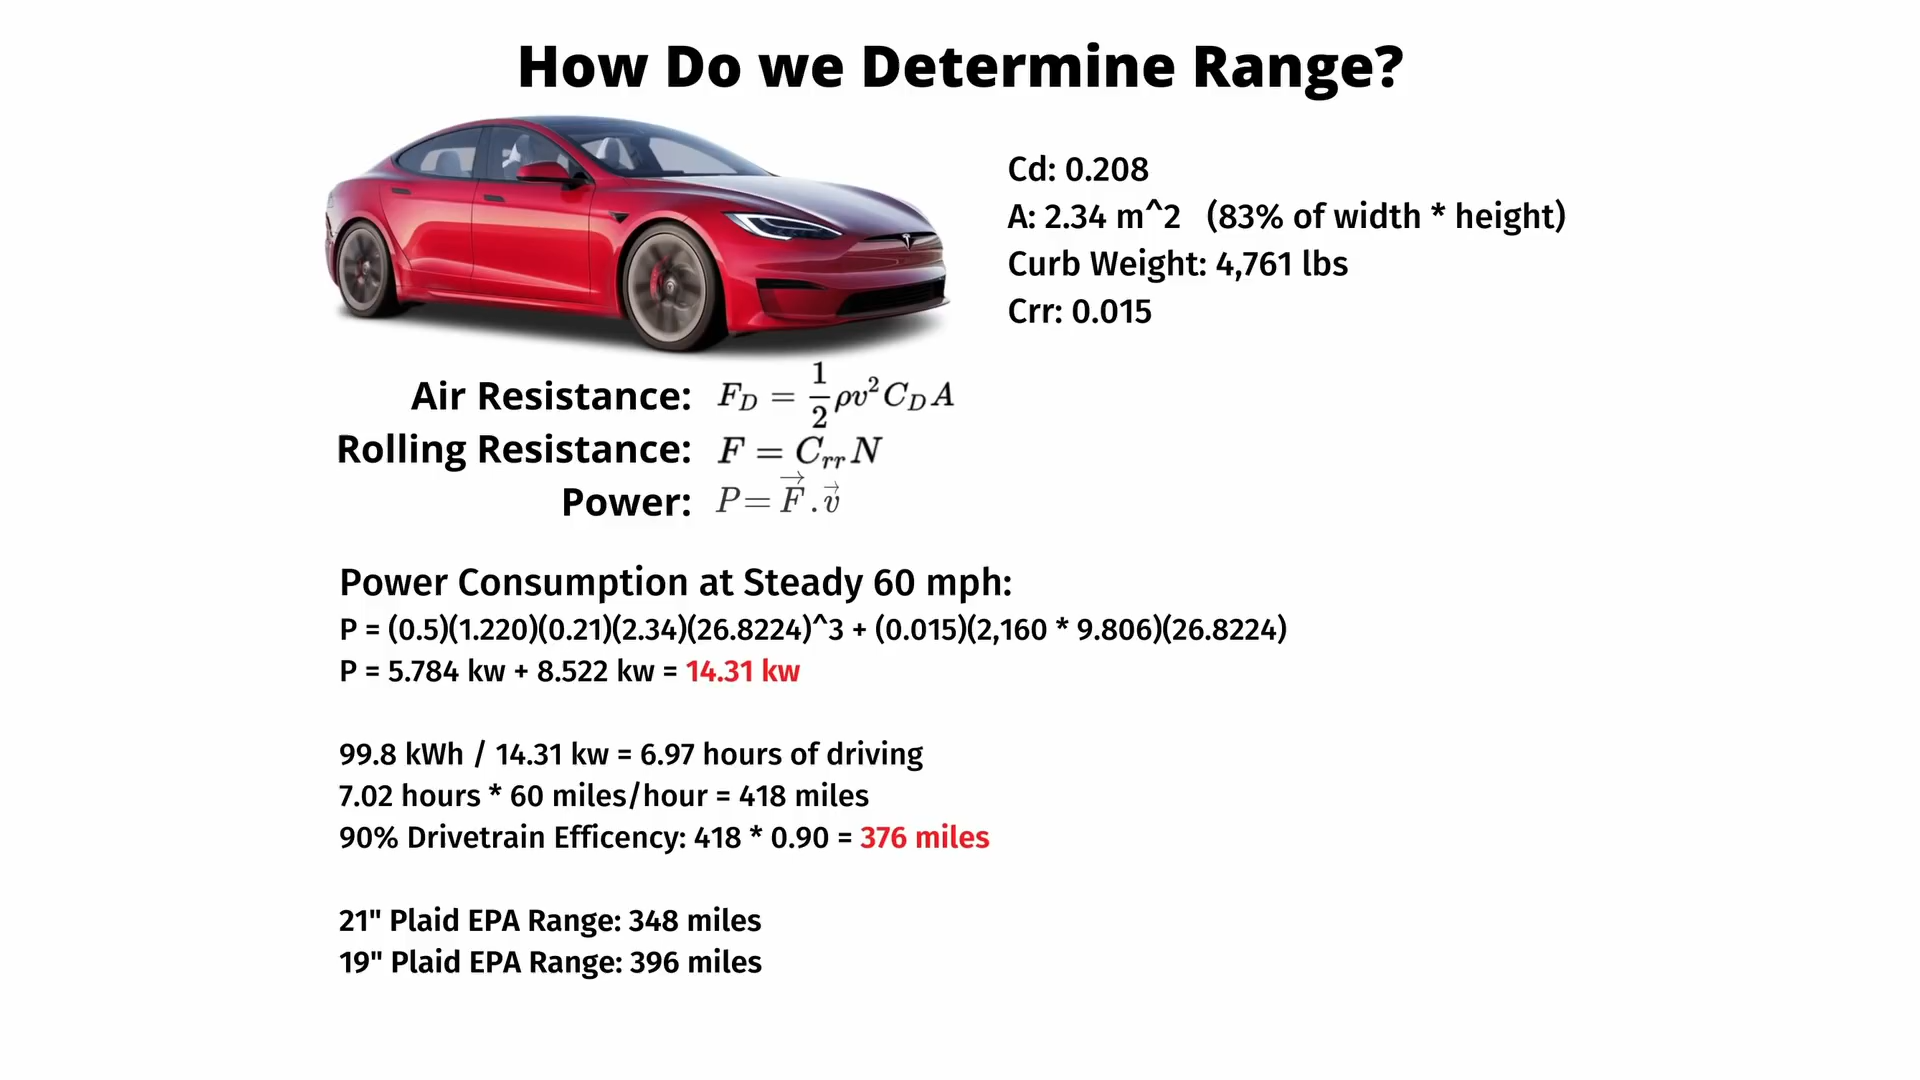 How Do we Determine Range?
Cd: 0.208
A: 2.34 m^2 (83% of width * height)
Curb Weight: 4,761 lbs
Crr: 0.015
Air Resistance: F_D = 1/2 ρv²C_D A
Rolling Resistance: F = C_rr N
Power: P = F⃗ . v⃗
Power Consumption at Steady 60 mph:
P = (0.5)(1.220)(0.21)(2.34)(26.8224)^3 + (0.015)(2,160 * 9.806)(26.8224)
P = 5.784 kw + 8.522 kw = 14.31 kw
99.8 kWh / 14.31 kw = 6.97 hours of driving
7.02 hours * 60 miles/hour = 418 miles
90% Drivetrain Efficency: 418 * 0.90 = 376 miles
21" Plaid EPA Range: 348 miles
19" Plaid EPA Range: 396 miles